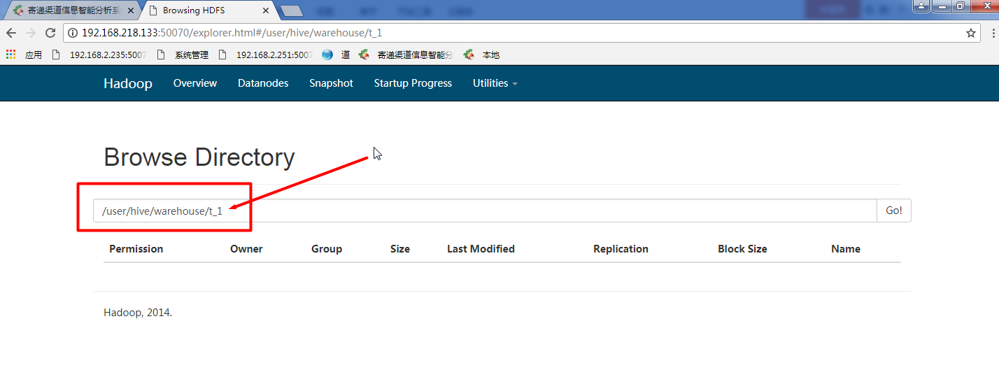 寄递渠道信息智能分析系 Browsing HDFS
192.168.218.133:50070/explorer.html#/user/hive/warehouse/t_1
应用 192.168.2.235:5007 系统管理 192.168.2.251:5007 道 寄递渠道信息智能分 本地
Hadoop Overview Datanodes Snapshot Startup Progress Utilities
Browse Directory
/user/hive/warehouse/t_1 Go!
Permission Owner Group Size Last Modified Replication Block Size Name
Hadoop, 2014.